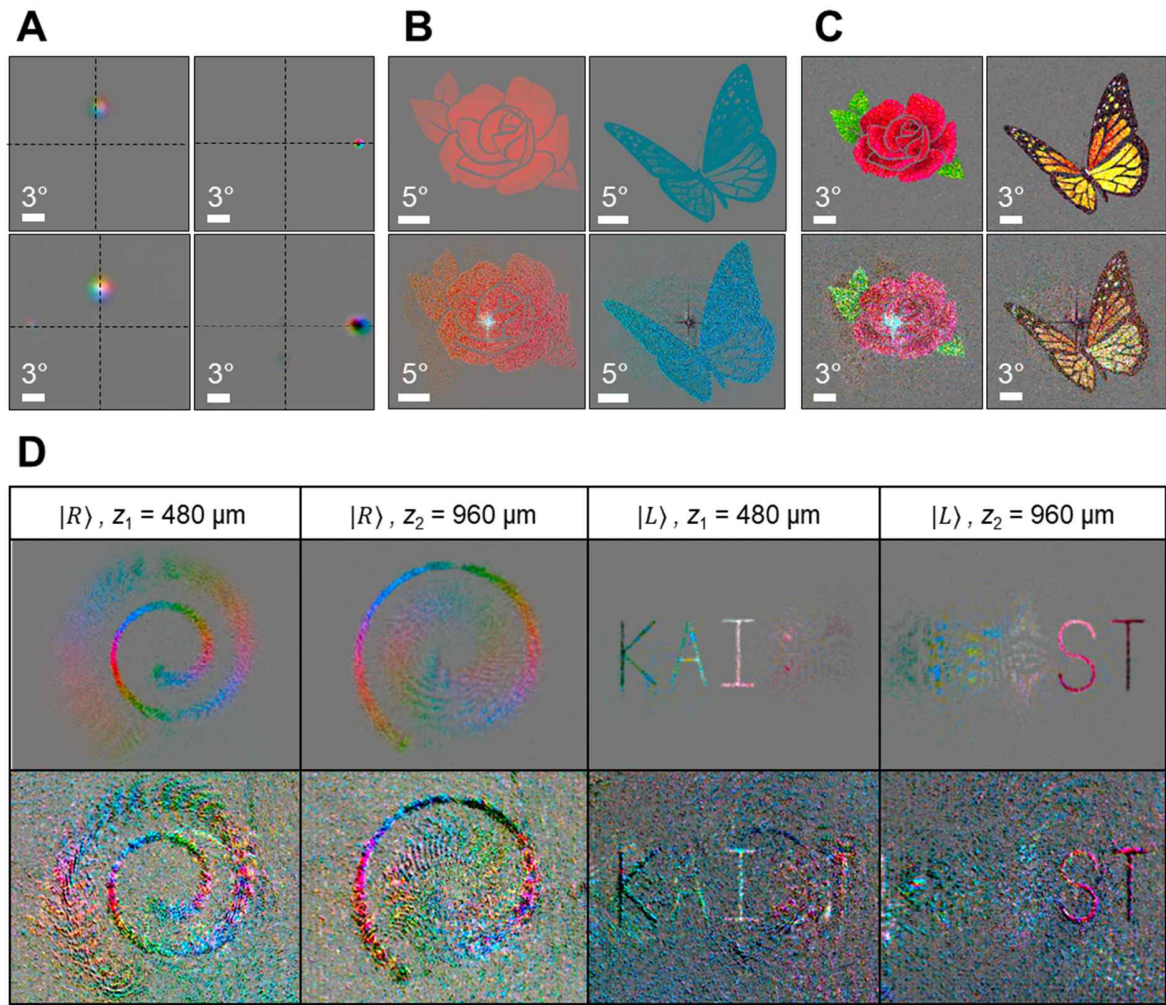 A B C
3° 3° 5° 5° 3° 3°
3° 3° 5° 5° 3° 3°
D
|R⟩ , z₁ = 480 μm |R⟩ , z₂ = 960 μm |L⟩ , z₁ = 480 μm |L⟩ , z₂ = 960 μm
KAI ST
KAI T ST